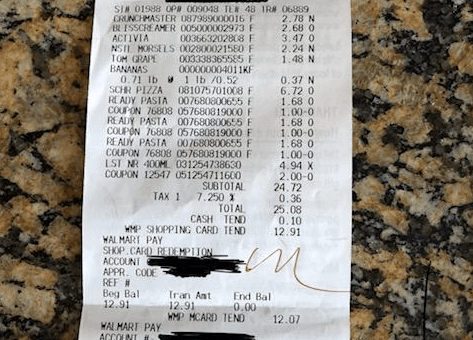 ST# 01988 OP# 009048 TE# 48 TR# 06889
CRUNCHMASTER 087989000016 F 2.78 N
BLISSCREAMER 005000002973 F 2.68 O
ACTIVIA 003663202808 F 3.47 O
NSTL MORSELS 002800021580 F 2.24 N
TOM GRAPE 003338365585 F 1.48 N
BANANAS 000000004011KF
0.71 lb @ 1 lb /0.52 0.37 N
SCHR PIZZA 081075701008 F 6.72 O
READY PASTA 007680800655 F 1.68 O
COUPON 76808 057680819000 F 1.00-O
READY PASTA 007680800655 F 1.68 O
COUPON 76808 057680819000 F 1.00-O
READY PASTA 007680800655 F 1.68 O
COUPON 76808 057680819000 F 1.00-O
LST NR 400ML 031254738630 4.94 X
COUPON 12547 051254711600 2.00-O
SUBTOTAL 24.72
TAX 1 7.250 % 0.36
TOTAL 25.08
CASH TEND 0.10
WMP SHOPPING CARD TEND 12.91
WALMART PAY
SHOP.CARD REDEMPTION
ACCOUNT
APPR. CODE
REF #
Beg Bal Tran Amt End Bal
12.91 12.91 0.00
WMP MCARD TEND 12.07
WALMART PAY
ACCOUNT #